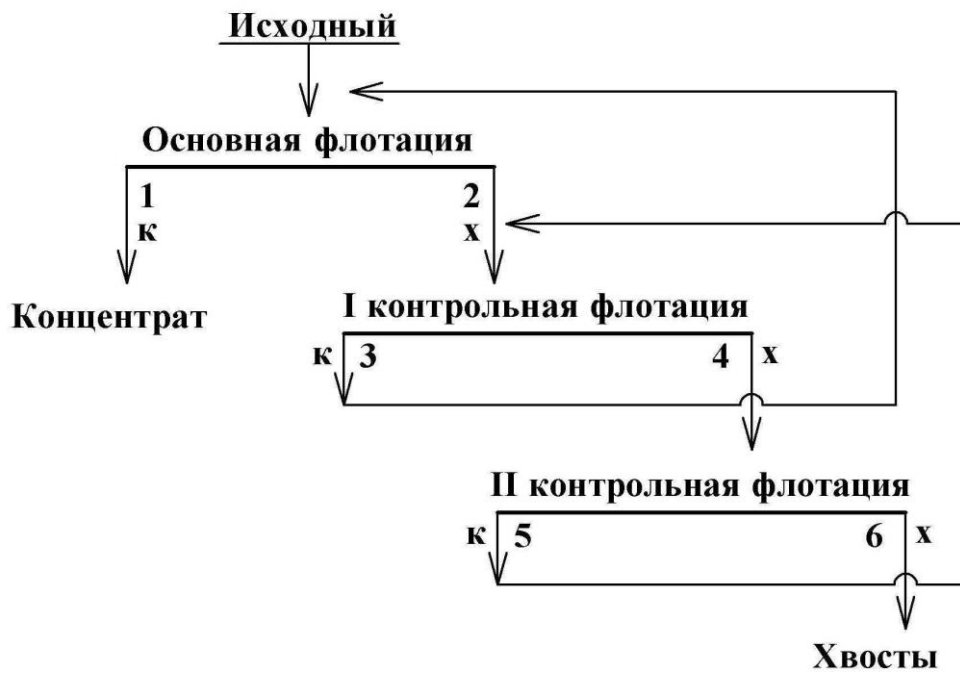 Исходный
Основная флотация
1 2
к х
Концентрат
I контрольная флотация
к 3 4 х
II контрольная флотация
к 5 6 х
Хвосты